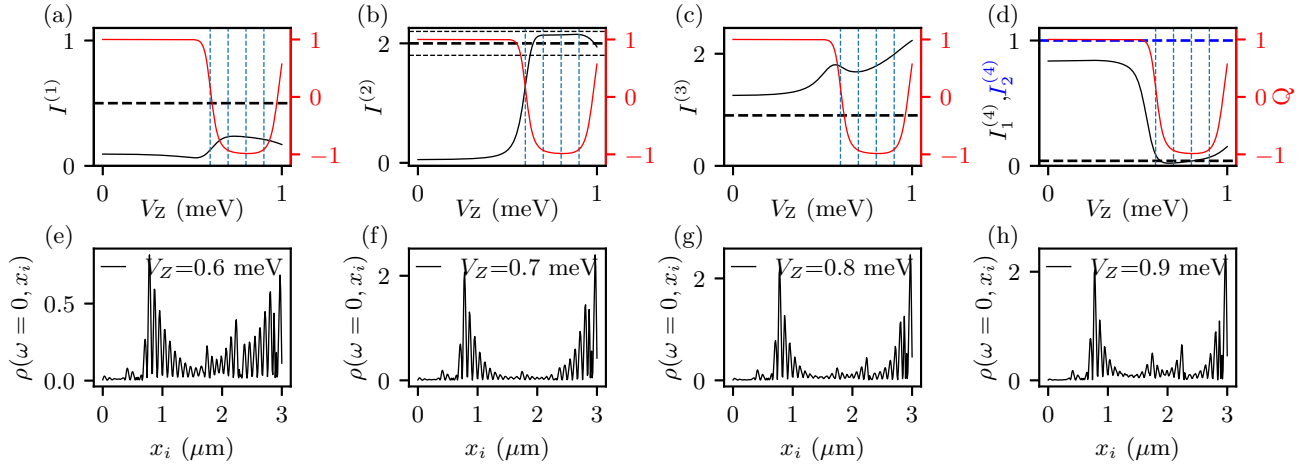 (a)
(b)
(c)
(d)
1
0
I^(1)
1
0
−1
0
1
V_Z (meV)
2
0
I^(2)
1
0
−1
0
1
V_Z (meV)
2
0
I^(3)
1
0
−1
0
1
V_Z (meV)
1
0
I_1^(4), I_2^(4)
1
0
−1
Q
0
1
V_Z (meV)
(e)
(f)
(g)
(h)
V_Z=0.6 meV
0.5
0.0
ρ(ω = 0, x_i)
0
1
2
3
x_i (μm)
V_Z=0.7 meV
2
0
ρ(ω = 0, x_i)
0
1
2
3
x_i (μm)
V_Z=0.8 meV
2
0
ρ(ω = 0, x_i)
0
1
2
3
x_i (μm)
V_Z=0.9 meV
2
0
ρ(ω = 0, x_i)
0
1
2
3
x_i (μm)